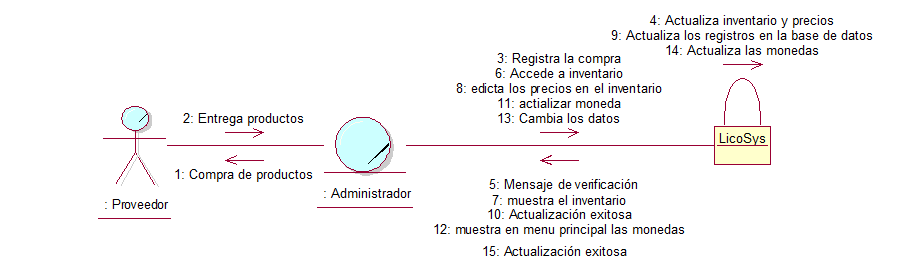 4: Actualiza inventario y precios
9: Actualiza los registros en la base de datos
14: Actualiza las monedas
3: Registra la compra
6: Accede a inventario
8: edicta los precios en el inventario
11: actializar moneda
13: Cambia los datos
2: Entrega productos
LicoSys
1: Compra de productos
: Proveedor
: Administrador
5: Mensaje de verificación
7: muestra el inventario
10: Actualización exitosa
12: muestra en menu principal las monedas
15: Actualización exitosa